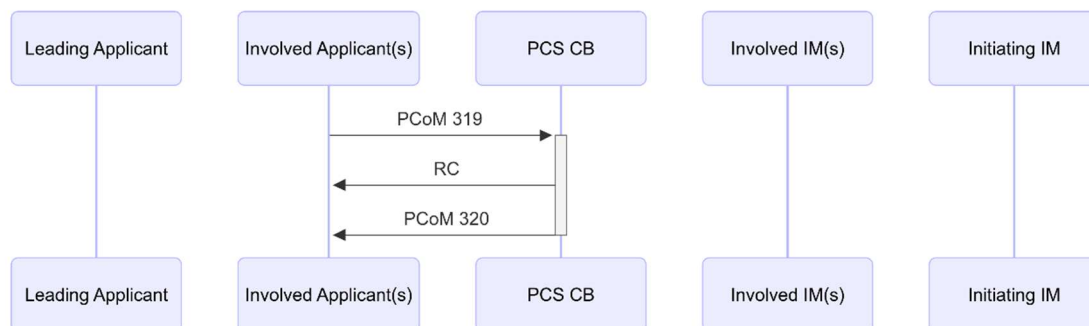 Leading Applicant
Involved Applicant(s)
PCS CB
Involved IM(s)
Initiating IM
PCoM 319
RC
PCoM 320
Leading Applicant
Involved Applicant(s)
PCS CB
Involved IM(s)
Initiating IM